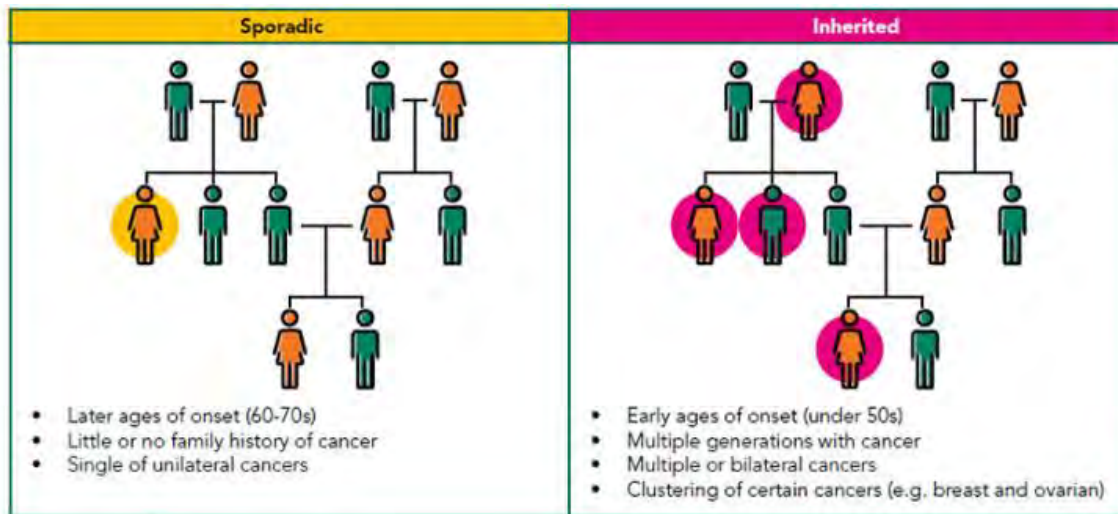 Sporadic
Inherited
• Later ages of onset (60-70s)
• Little or no family history of cancer
• Single of unilateral cancers
• Early ages of onset (under 50s)
• Multiple generations with cancer
• Multiple or bilateral cancers
• Clustering of certain cancers (e.g. breast and ovarian)